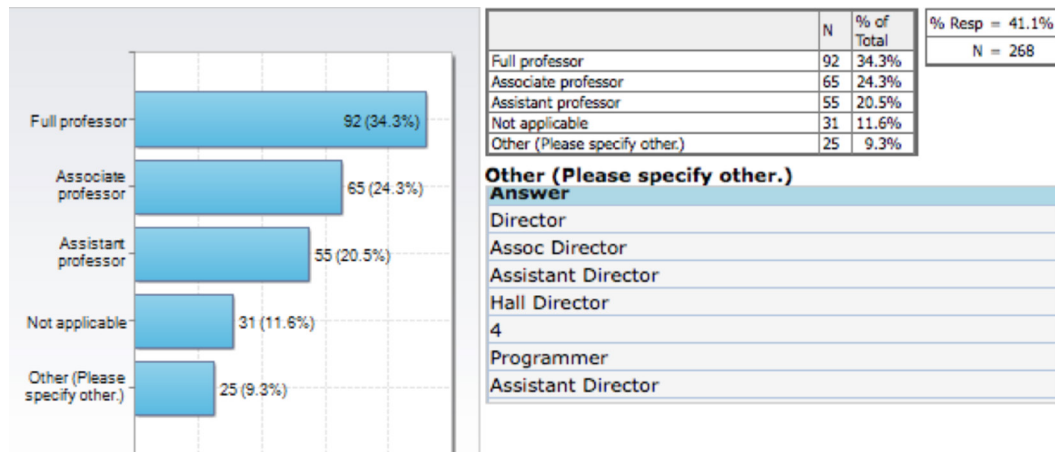 Full professor
92 (34.3%)
Associate
professor
65 (24.3%)
Assistant
professor
55 (20.5%)
Not applicable
31 (11.6%)
Other (Please
specify other.)
25 (9.3%)
N % of
Total
Full professor 92 34.3%
Associate professor 65 24.3%
Assistant professor 55 20.5%
Not applicable 31 11.6%
Other (Please specify other.) 25 9.3%
% Resp = 41.1%
N = 268
Other (Please specify other.)
Answer
Director
Assoc Director
Assistant Director
Hall Director
4
Programmer
Assistant Director